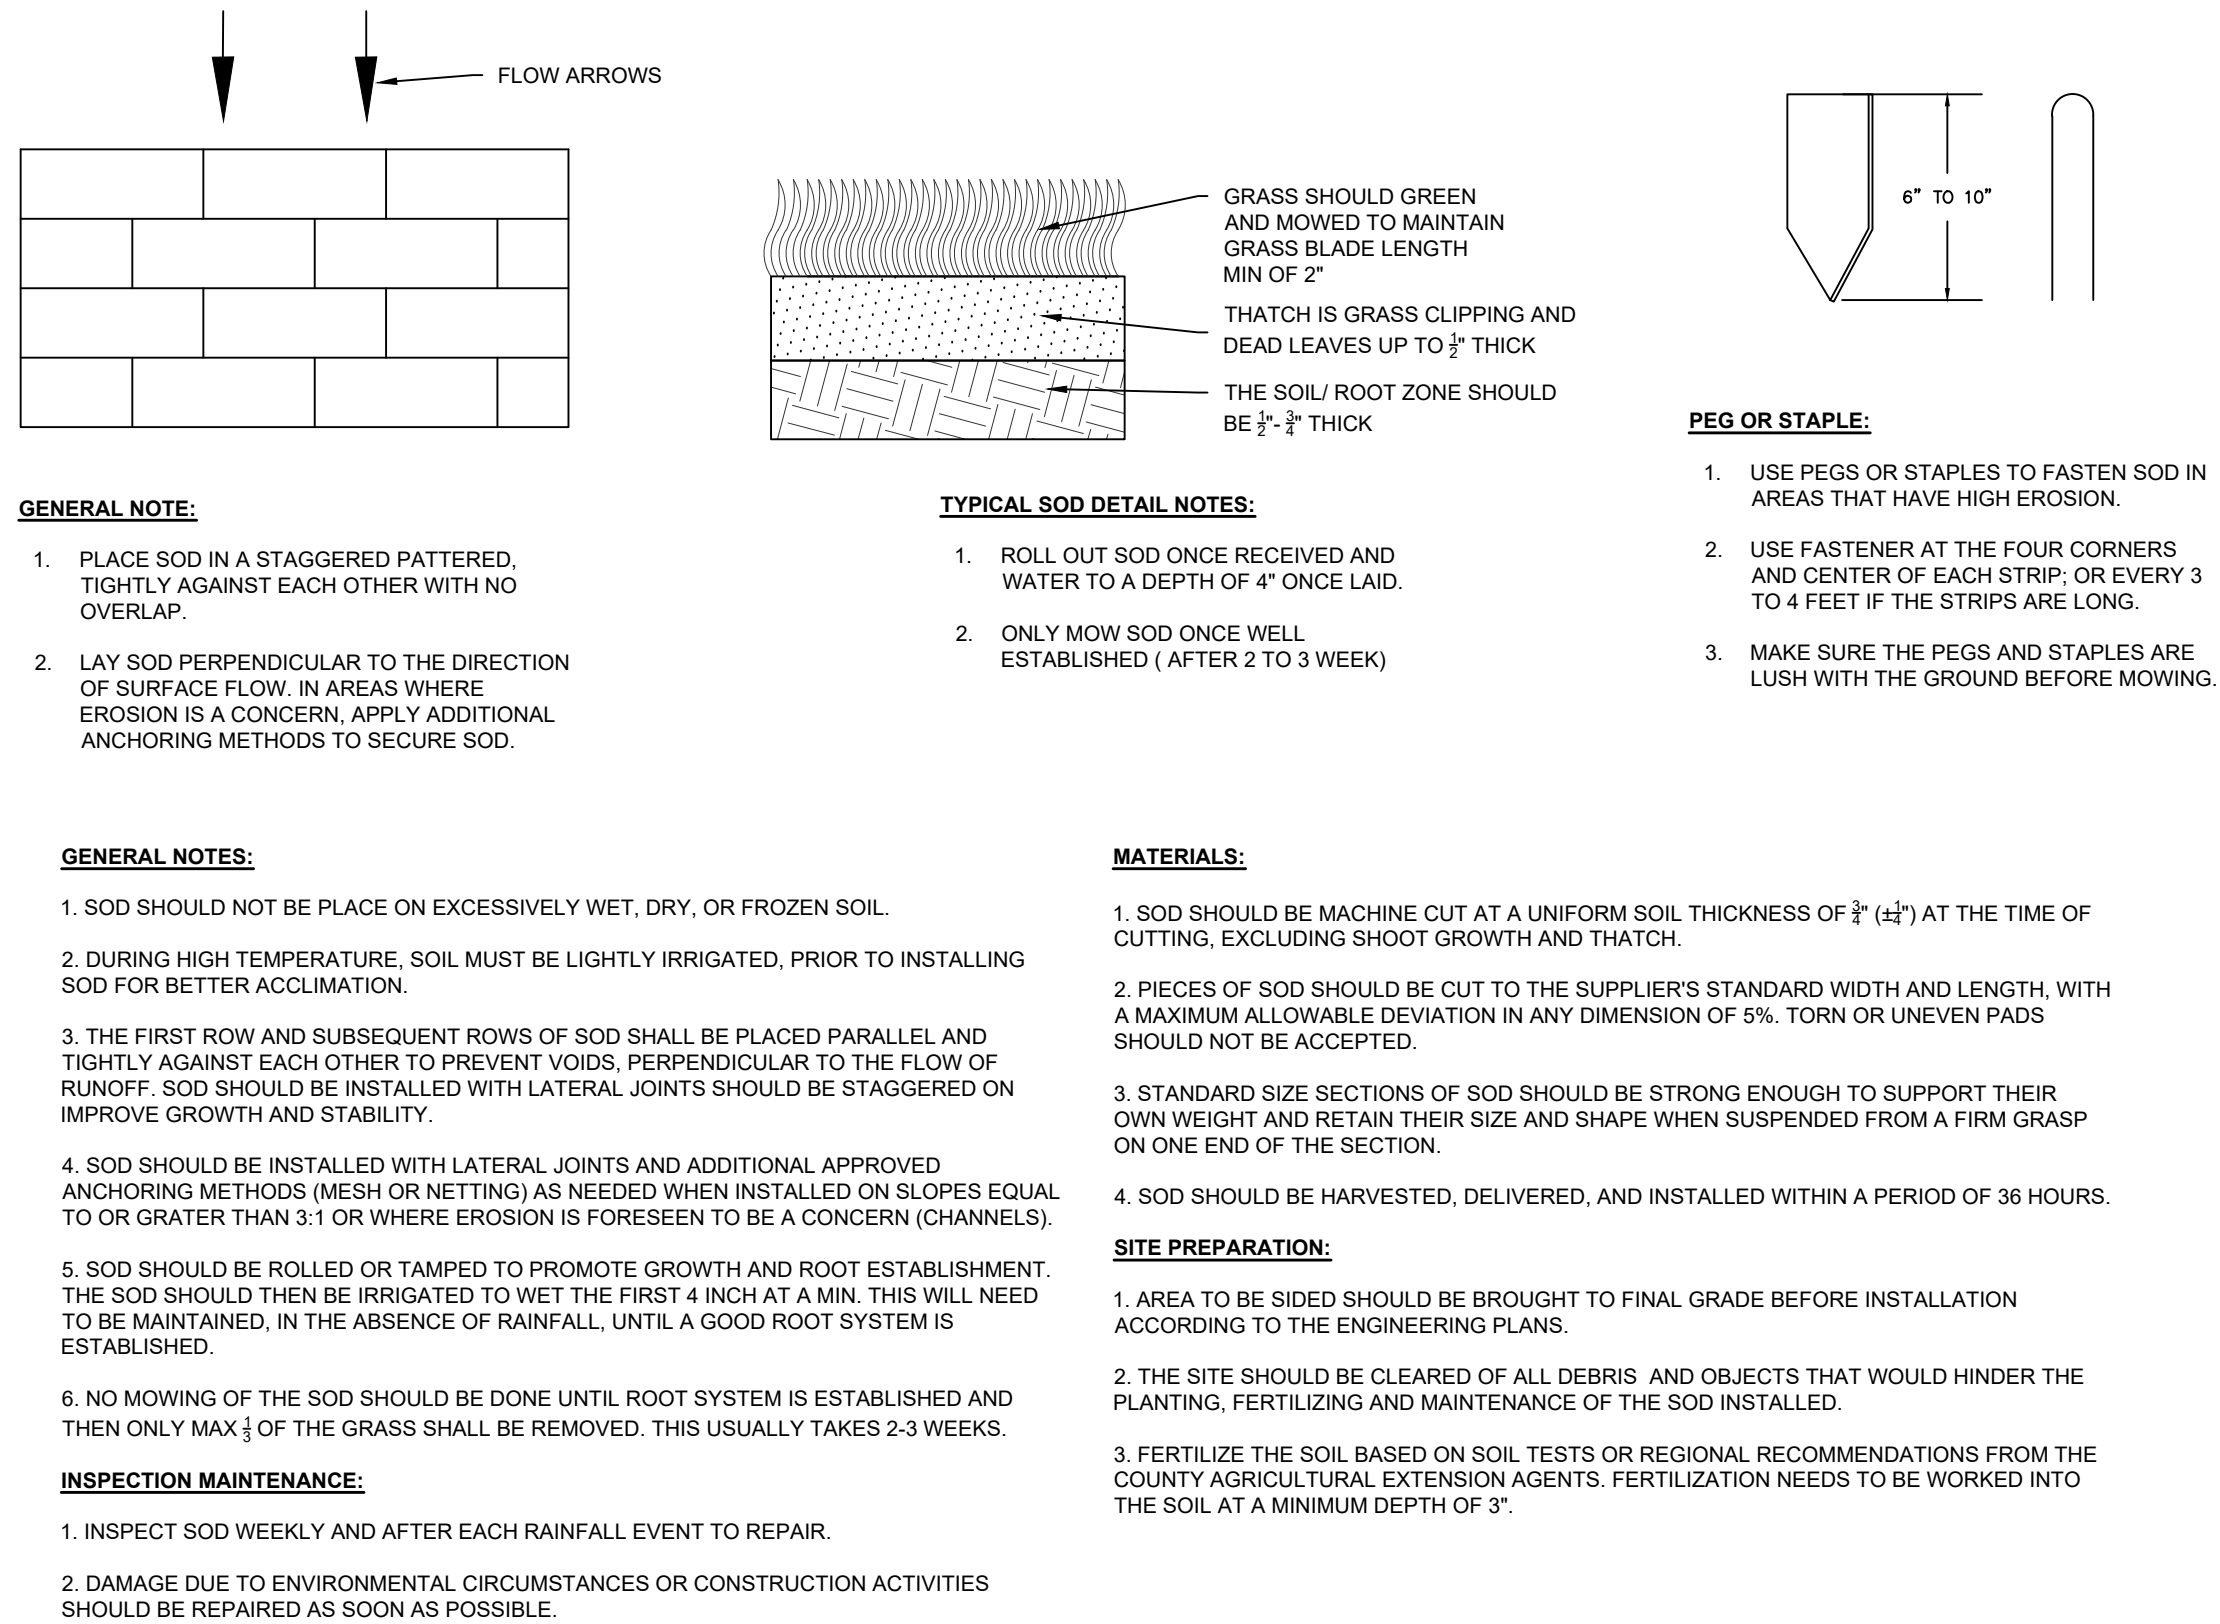 FLOW ARROWS
GRASS SHOULD GREEN
AND MOWED TO MAINTAIN
GRASS BLADE LENGTH
MIN OF 2"
THATCH IS GRASS CLIPPING AND
DEAD LEAVES UP TO 1/2" THICK
THE SOIL/ ROOT ZONE SHOULD
BE 1/2"- 3/4" THICK
6" TO 10"
GENERAL NOTE:
1. PLACE SOD IN A STAGGERED PATTERED,
TIGHTLY AGAINST EACH OTHER WITH NO
OVERLAP.
2. LAY SOD PERPENDICULAR TO THE DIRECTION
OF SURFACE FLOW. IN AREAS WHERE
EROSION IS A CONCERN, APPLY ADDITIONAL
ANCHORING METHODS TO SECURE SOD.
TYPICAL SOD DETAIL NOTES:
1. ROLL OUT SOD ONCE RECEIVED AND
WATER TO A DEPTH OF 4" ONCE LAID.
2. ONLY MOW SOD ONCE WELL
ESTABLISHED ( AFTER 2 TO 3 WEEK)
PEG OR STAPLE:
1. USE PEGS OR STAPLES TO FASTEN SOD IN
AREAS THAT HAVE HIGH EROSION.
2. USE FASTENER AT THE FOUR CORNERS
AND CENTER OF EACH STRIP; OR EVERY 3
TO 4 FEET IF THE STRIPS ARE LONG.
3. MAKE SURE THE PEGS AND STAPLES ARE
LUSH WITH THE GROUND BEFORE MOWING.
GENERAL NOTES:
1. SOD SHOULD NOT BE PLACE ON EXCESSIVELY WET, DRY, OR FROZEN SOIL.
2. DURING HIGH TEMPERATURE, SOIL MUST BE LIGHTLY IRRIGATED, PRIOR TO INSTALLING
SOD FOR BETTER ACCLIMATION.
3. THE FIRST ROW AND SUBSEQUENT ROWS OF SOD SHALL BE PLACED PARALLEL AND
TIGHTLY AGAINST EACH OTHER TO PREVENT VOIDS, PERPENDICULAR TO THE FLOW OF
RUNOFF. SOD SHOULD BE INSTALLED WITH LATERAL JOINTS SHOULD BE STAGGERED ON
IMPROVE GROWTH AND STABILITY.
4. SOD SHOULD BE INSTALLED WITH LATERAL JOINTS AND ADDITIONAL APPROVED
ANCHORING METHODS (MESH OR NETTING) AS NEEDED WHEN INSTALLED ON SLOPES EQUAL
TO OR GRATER THAN 3:1 OR WHERE EROSION IS FORESEEN TO BE A CONCERN (CHANNELS).
5. SOD SHOULD BE ROLLED OR TAMPED TO PROMOTE GROWTH AND ROOT ESTABLISHMENT.
THE SOD SHOULD THEN BE IRRIGATED TO WET THE FIRST 4 INCH AT A MIN. THIS WILL NEED
TO BE MAINTAINED, IN THE ABSENCE OF RAINFALL, UNTIL A GOOD ROOT SYSTEM IS
ESTABLISHED.
6. NO MOWING OF THE SOD SHOULD BE DONE UNTIL ROOT SYSTEM IS ESTABLISHED AND
THEN ONLY MAX 1/3 OF THE GRASS SHALL BE REMOVED. THIS USUALLY TAKES 2-3 WEEKS.
INSPECTION MAINTENANCE:
1. INSPECT SOD WEEKLY AND AFTER EACH RAINFALL EVENT TO REPAIR.
2. DAMAGE DUE TO ENVIRONMENTAL CIRCUMSTANCES OR CONSTRUCTION ACTIVITIES
SHOULD BE REPAIRED AS SOON AS POSSIBLE.
MATERIALS:
1. SOD SHOULD BE MACHINE CUT AT A UNIFORM SOIL THICKNESS OF 3/4" (±1/4") AT THE TIME OF
CUTTING, EXCLUDING SHOOT GROWTH AND THATCH.
2. PIECES OF SOD SHOULD BE CUT TO THE SUPPLIER'S STANDARD WIDTH AND LENGTH, WITH
A MAXIMUM ALLOWABLE DEVIATION IN ANY DIMENSION OF 5%. TORN OR UNEVEN PADS
SHOULD NOT BE ACCEPTED.
3. STANDARD SIZE SECTIONS OF SOD SHOULD BE STRONG ENOUGH TO SUPPORT THEIR
OWN WEIGHT AND RETAIN THEIR SIZE AND SHAPE WHEN SUSPENDED FROM A FIRM GRASP
ON ONE END OF THE SECTION.
4. SOD SHOULD BE HARVESTED, DELIVERED, AND INSTALLED WITHIN A PERIOD OF 36 HOURS.
SITE PREPARATION:
1. AREA TO BE SIDED SHOULD BE BROUGHT TO FINAL GRADE BEFORE INSTALLATION
ACCORDING TO THE ENGINEERING PLANS.
2. THE SITE SHOULD BE CLEARED OF ALL DEBRIS AND OBJECTS THAT WOULD HINDER THE
PLANTING, FERTILIZING AND MAINTENANCE OF THE SOD INSTALLED.
3. FERTILIZE THE SOIL BASED ON SOIL TESTS OR REGIONAL RECOMMENDATIONS FROM THE
COUNTY AGRICULTURAL EXTENSION AGENTS. FERTILIZATION NEEDS TO BE WORKED INTO
THE SOIL AT A MINIMUM DEPTH OF 3".